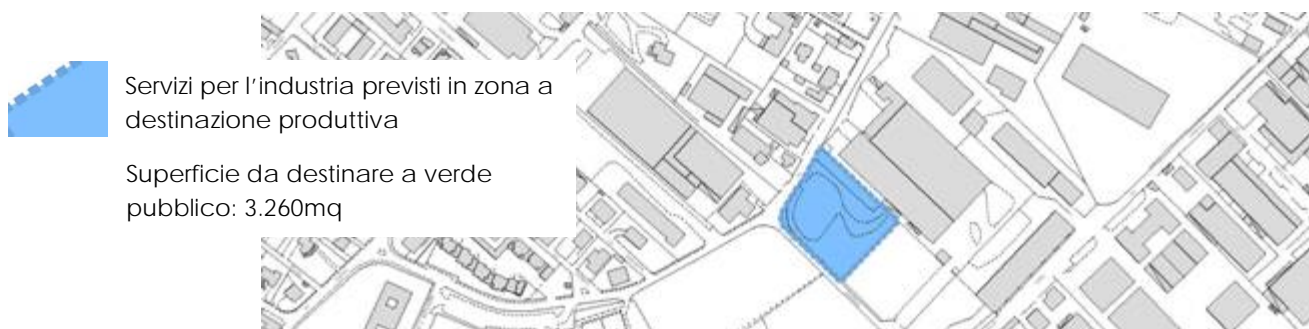 Servizi per l'industria previsti in zona a
destinazione produttiva
Superficie da destinare a verde
pubblico: 3.260mq